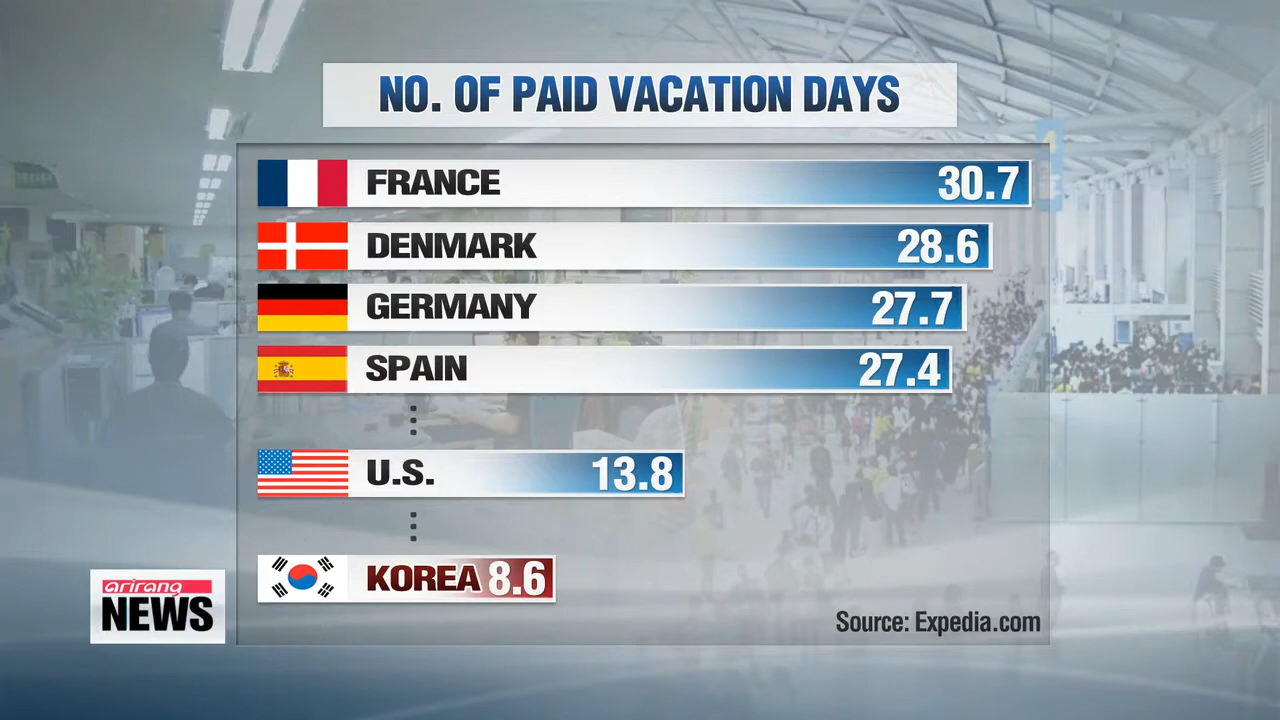 NO. OF PAID VACATION DAYS
FRANCE 30.7
DENMARK 28.6
GERMANY 27.7
SPAIN 27.4
U.S. 13.8
KOREA 8.6
Source: Expedia.com
arirang
NEWS